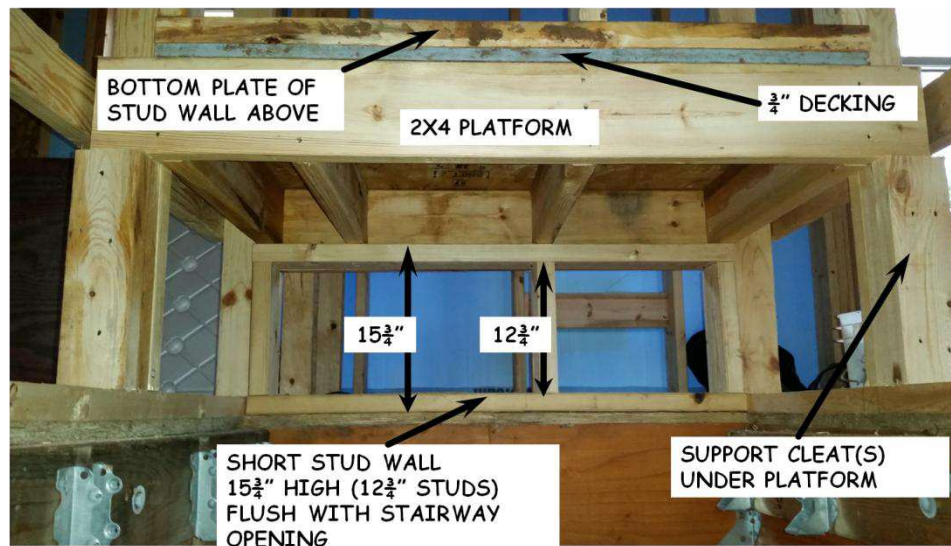 BOTTOM PLATE OF
STUD WALL ABOVE
¾" DECKING
2X4 PLATFORM
15¾"
12¾"
SHORT STUD WALL
15¾" HIGH (12¾" STUDS)
FLUSH WITH STAIRWAY
OPENING
SUPPORT CLEAT(S)
UNDER PLATFORM